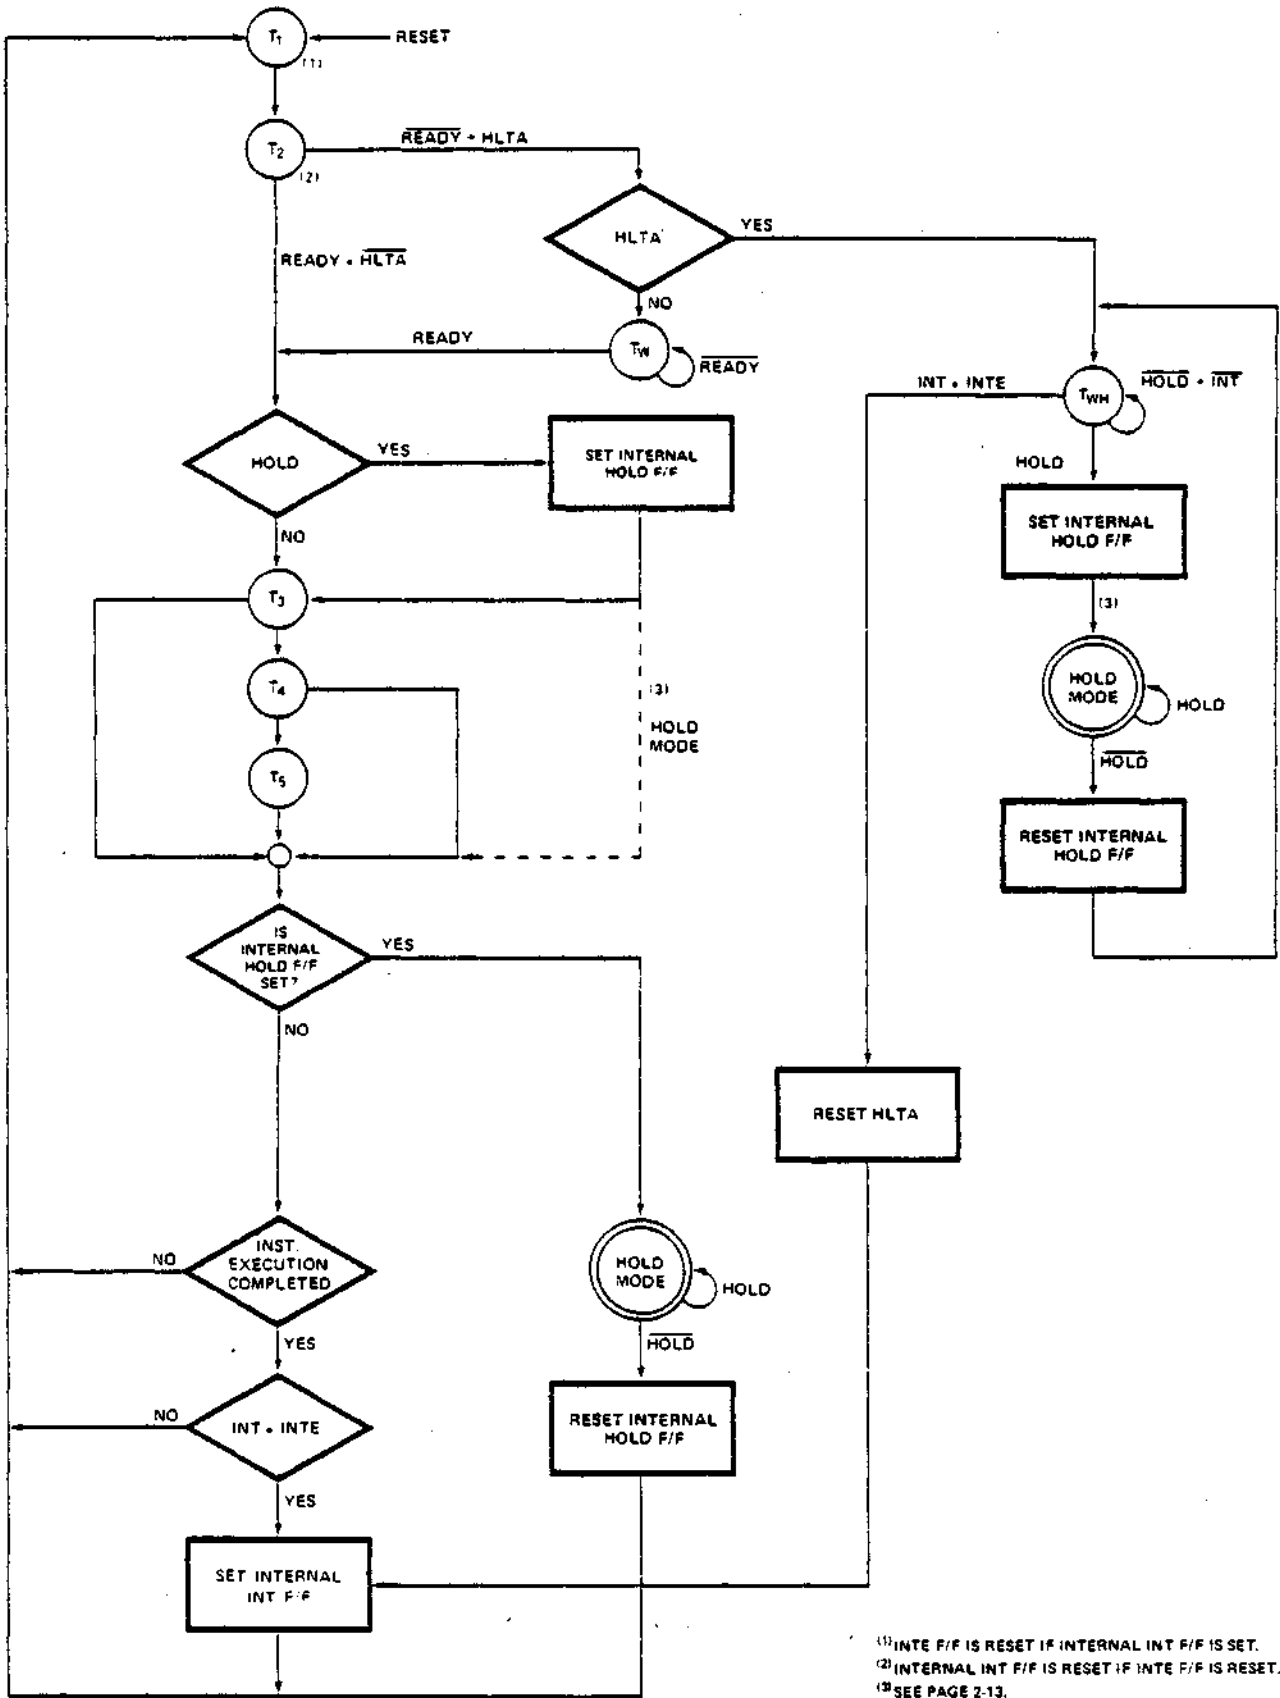 T1
RESET
(1)
T2
READY + HLTA
(2)
HLTA
YES
READY • HLTA
NO
READY
TW
READY
INT • INTE
TWH
HOLD • INT
HOLD
YES
SET INTERNAL
HOLD F/F
HOLD
NO
SET INTERNAL
HOLD F/F
T3
(3)
T4
(3)
HOLD
MODE
HOLD
MODE
HOLD
T5
HOLD
RESET INTERNAL
HOLD F/F
IS
INTERNAL
HOLD F/F
SET?
YES
NO
RESET HLTA
INST.
EXECUTION
COMPLETED
NO
YES
HOLD
MODE
HOLD
HOLD
INT • INTE
NO
YES
RESET INTERNAL
HOLD F/F
SET INTERNAL
INT F/F
(1) INTE F/F IS RESET IF INTERNAL INT F/F IS SET.
(2) INTERNAL INT F/F IS RESET IF INTE F/F IS RESET.
(3) SEE PAGE 2-13.